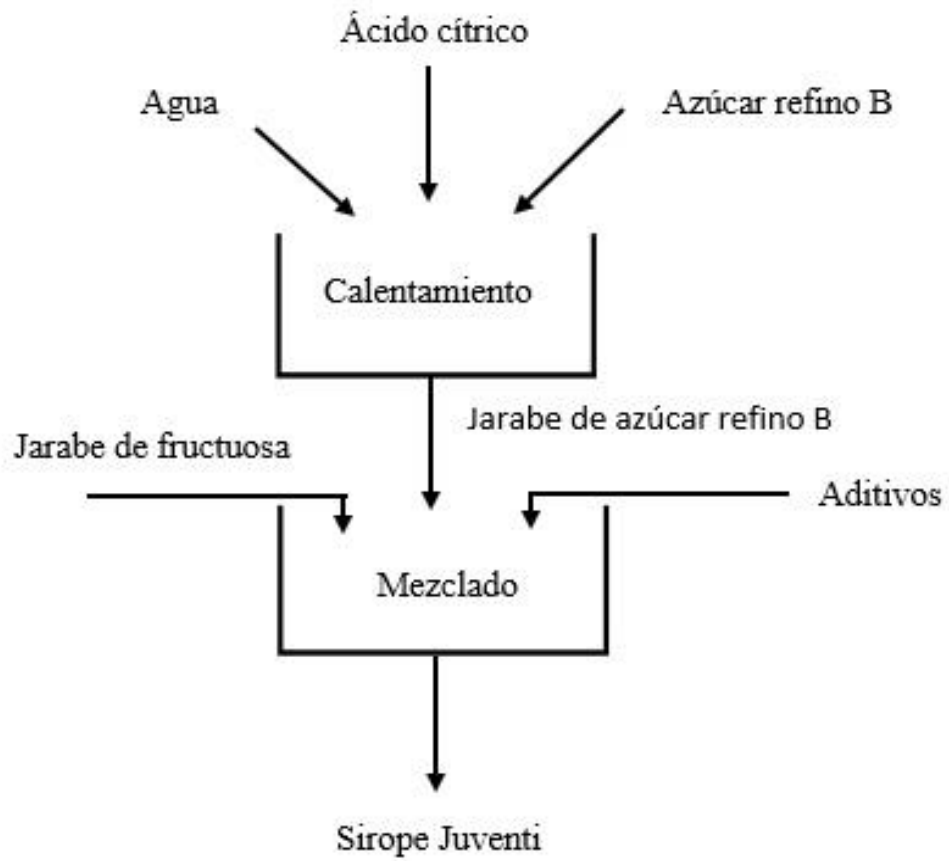 Ácido cítrico
Agua
Azúcar refino B
Calentamiento
Jarabe de azúcar refino B
Jarabe de fructuosa
Aditivos
Mezclado
Sirope Juventi